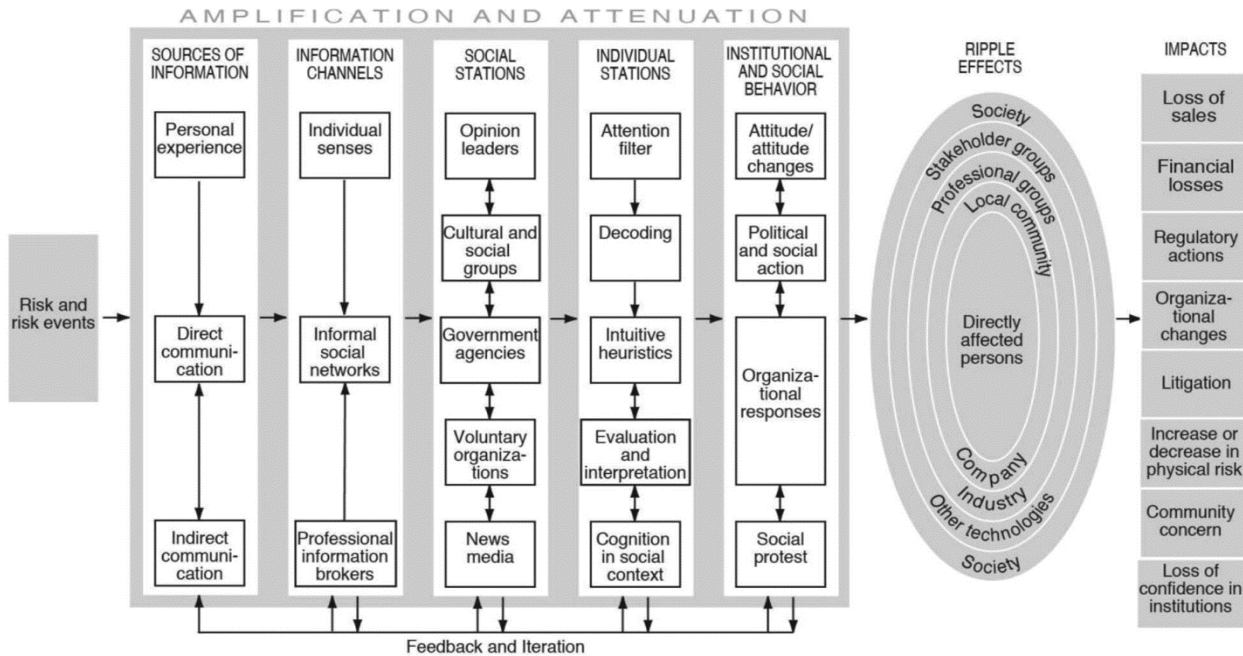 AMPLIFICATION AND ATTENUATION
Risk and
risk events
SOURCES OF
INFORMATION
Personal
experience
Direct
communi-
cation
Indirect
communi-
cation
INFORMATION
CHANNELS
Individual
senses
Informal
social
networks
Professional
information
brokers
SOCIAL
STATIONS
Opinion
leaders
Cultural and
social
groups
Government
agencies
Voluntary
organiza-
tions
News
media
INDIVIDUAL
STATIONS
Attention
filter
Decoding
Intuitive
heuristics
Evaluation and
interpretation
Cognition
in social
context
INSTITUTIONAL
AND SOCIAL
BEHAVIOR
Attitude/
attitude
changes
Political
and social
action
Organiza-
tional
responses
Social
protest
Feedback and Iteration
RIPPLE
EFFECTS
Society
Stakeholder groups
Professional groups
Local community
Directly
affected
persons
Company
Industry
Other technologies
Society
IMPACTS
Loss of
sales
Financial
losses
Regulatory
actions
Organiza-
tional
changes
Litigation
Increase or
decrease in
physical risk
Community
concern
Loss of
confidence in
institutions